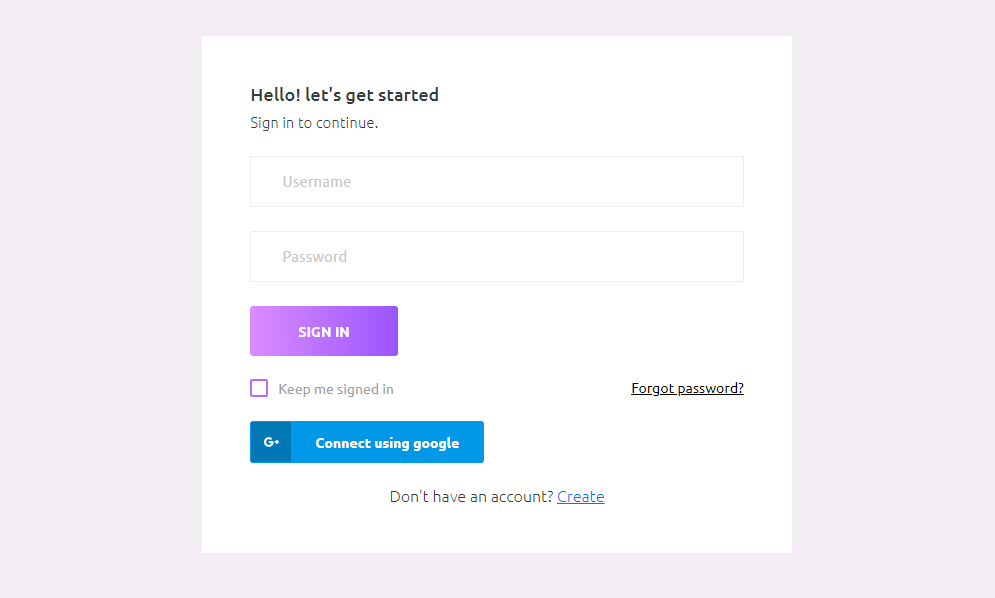 Hello! let's get started
Sign in to continue.
Username
Password
SIGN IN
Keep me signed in
Forgot password?
G+ Connect using google
Don't have an account? Create